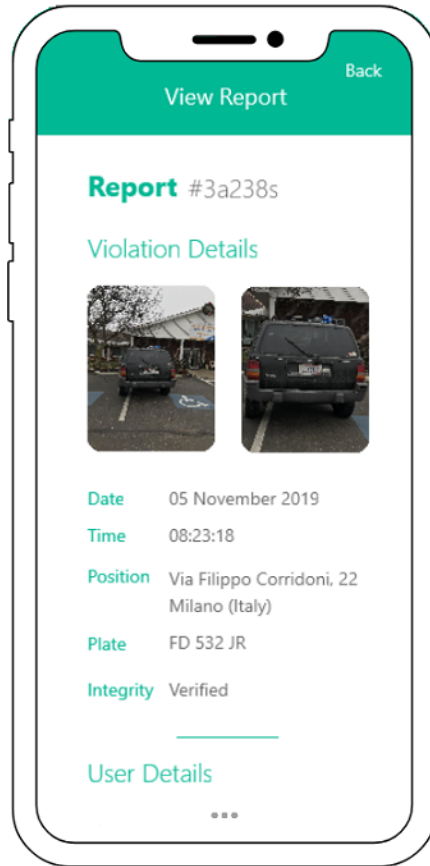 Back
View Report
Report #3a238s
Violation Details
Date 05 November 2019
Time 08:23:18
Position Via Filippo Corridoni, 22
Milano (Italy)
Plate FD 532 JR
Integrity Verified
User Details